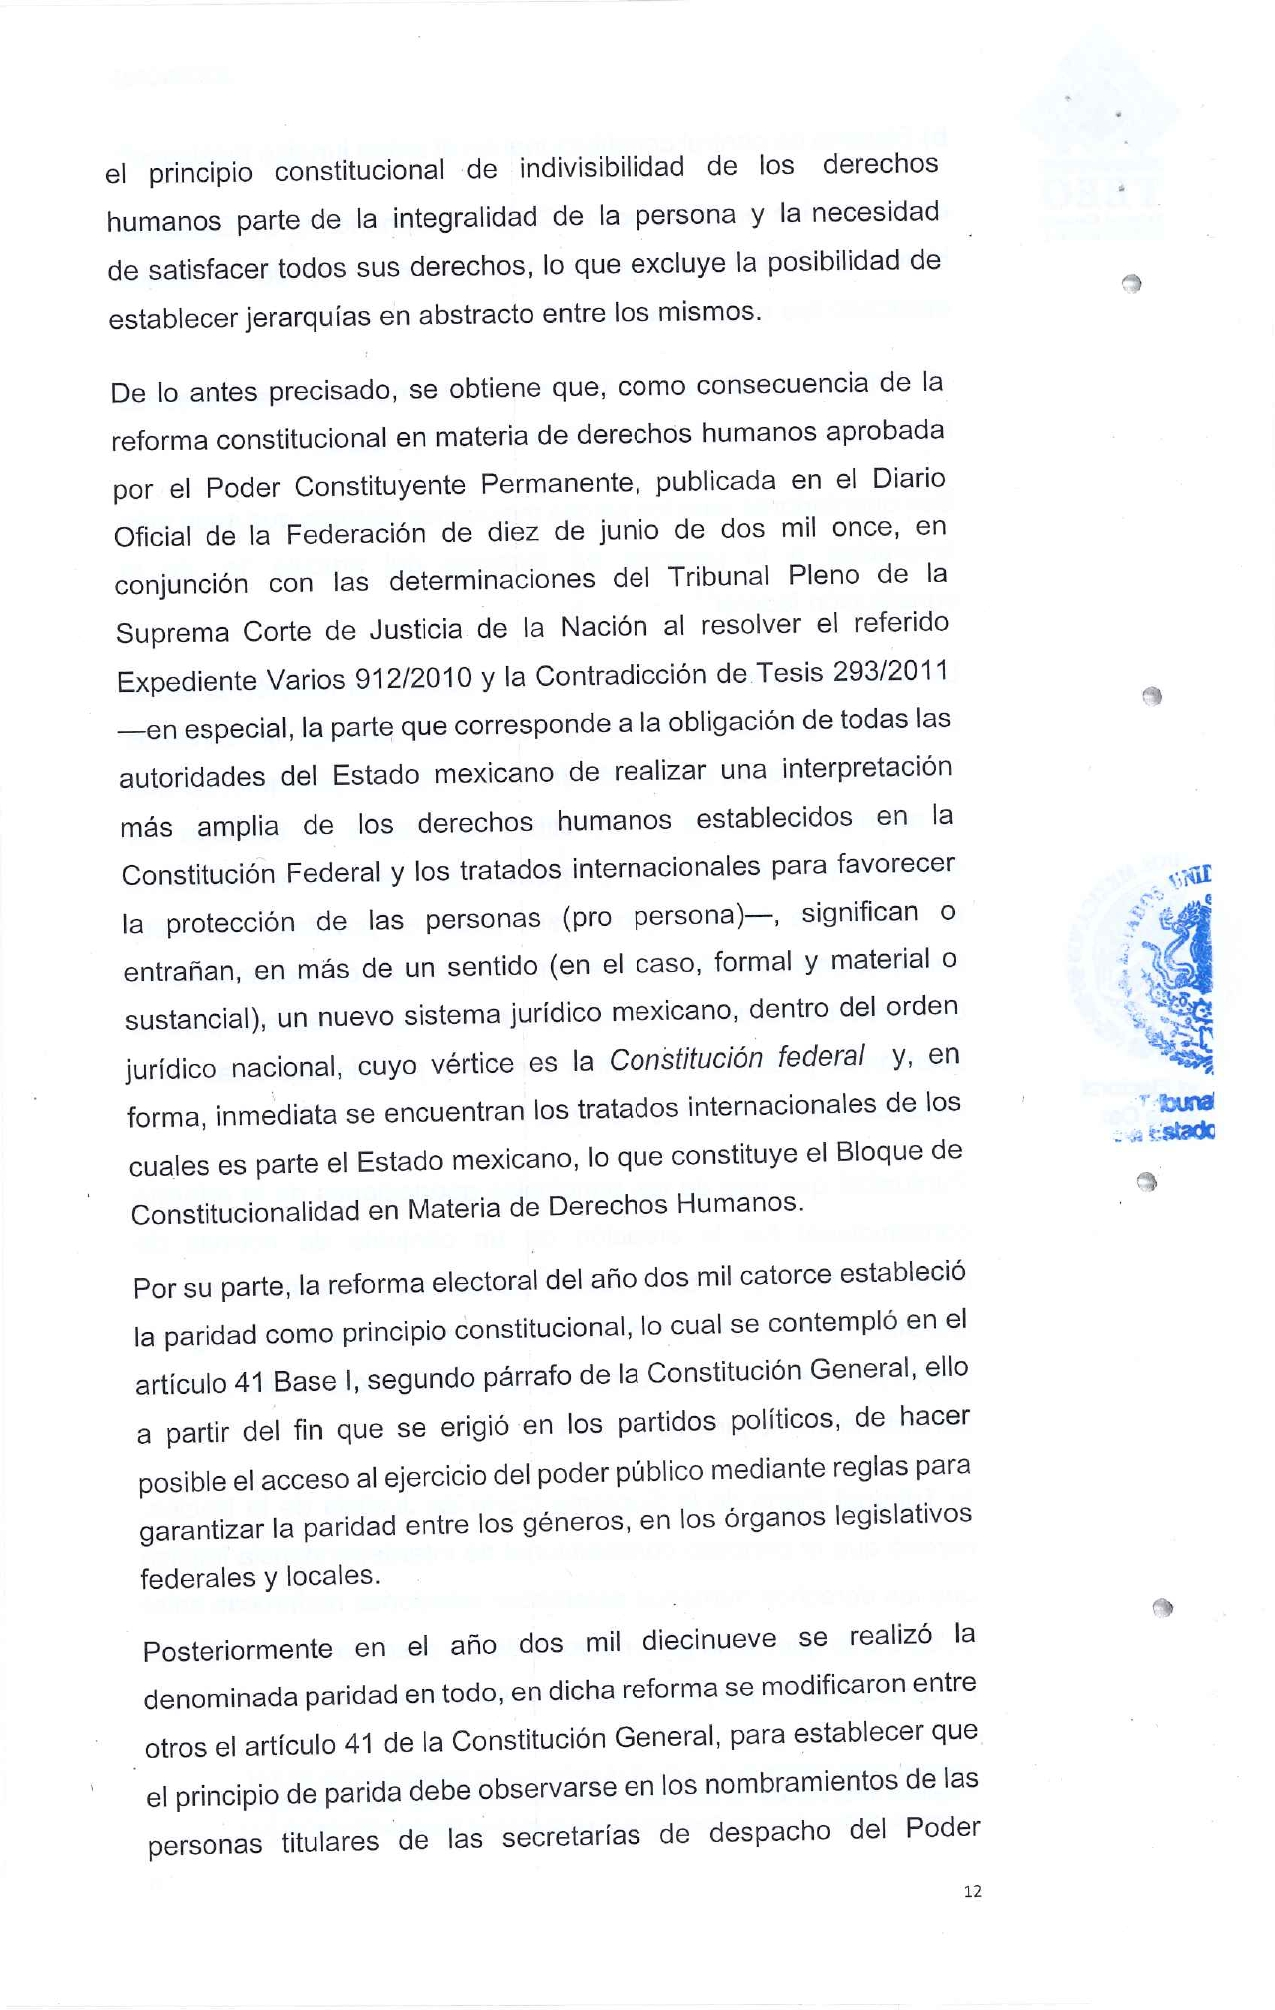 el principio constitucional de indivisibilidad de los derechos
humanos parte de la integralidad de la persona y la necesidad
de satisfacer todos sus derechos, lo que excluye la posibilidad de
establecer jerarquías en abstracto entre los mismos.
De lo antes precisado, se obtiene que, como consecuencia de la
reforma constitucional en materia de derechos humanos aprobada
por el Poder Constituyente Permanente, publicada en el Diario
Oficial de la Federación de diez de junio de dos mil once, en
conjunción con las determinaciones del Tribunal Pleno de la
Suprema Corte de Justicia de la Nación al resolver el referido
Expediente Varios 912/2010 y la Contradicción de Tesis 293/2011
—en especial, la parte que corresponde a la obligación de todas las
autoridades del Estado mexicano de realizar una interpretación
más amplia de los derechos humanos establecidos en la
Constitución Federal y los tratados internacionales para favorecer
la protección de las personas (pro persona)—, significan o
entrañan, en más de un sentido (en el caso, formal y material o
sustancial), un nuevo sistema jurídico mexicano, dentro del orden
jurídico nacional, cuyo vértice es la Constitución federal y, en
forma, inmediata se encuentran los tratados internacionales de los
cuales es parte el Estado mexicano, lo que constituye el Bloque de
Constitucionalidad en Materia de Derechos Humanos.
Por su parte, la reforma electoral del año dos mil catorce estableció
la paridad como principio constitucional, lo cual se contempló en el
artículo 41 Base I, segundo párrafo de la Constitución General, ello
a partir del fin que se erigió en los partidos políticos, de hacer
posible el acceso al ejercicio del poder público mediante reglas para
garantizar la paridad entre los géneros, en los órganos legislativos
federales y locales.
Posteriormente en el año dos mil diecinueve se realizó la
denominada paridad en todo, en dicha reforma se modificaron entre
otros el artículo 41 de la Constitución General, para establecer que
el principio de parida debe observarse en los nombramientos de las
personas titulares de las secretarías de despacho del Poder
12